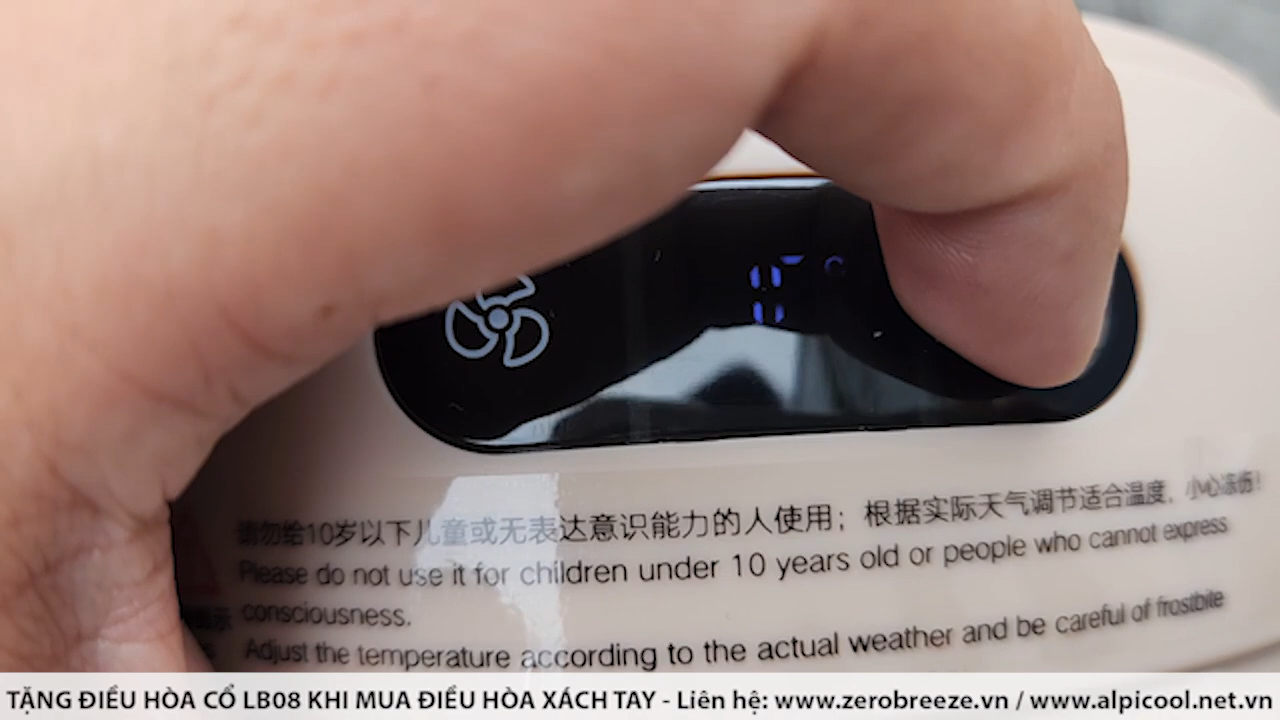 °C
请勿给10岁以下儿童或无表达意识能力的人使用；根据实际天气调节适合温度，小心冻伤！
Please do not use it for children under 10 years old or people who cannot express
consciousness.
Adjust the temperature according to the actual weather and be careful of frostbite
TẶNG ĐIỀU HÒA CỔ LB08 KHI MUA ĐIỀU HÒA XÁCH TAY - Liên hệ: www.zerobreeze.vn / www.alpicool.net.vn